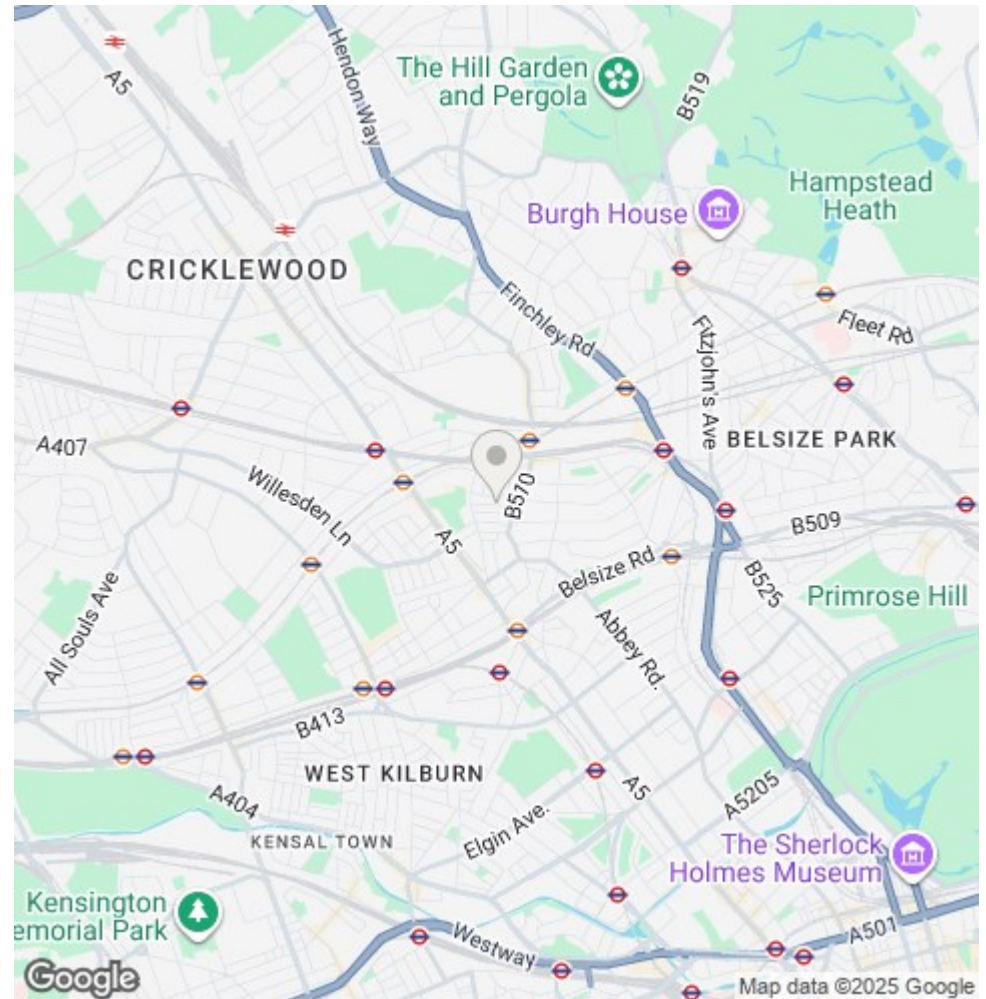 A5
Hendon Way
The Hill Garden
and Pergola
B519
Hampstead
Heath
Burgh House
CRICKLEWOOD
Finchley Rd
Fitzjohn's Ave
Fleet Rd
A407
BELSIZE PARK
Willesden Ln
B570
B509
A5
Belsize Rd
B525
Primrose Hill
All Souls Ave
Abbey Rd.
B413
WEST KILBURN
A5
A5205
A404
Elgin Ave.
KENSAL TOWN
The Sherlock
Holmes Museum
Kensington
emorial Park
Westway
A501
Google
Map data ©2025 Google